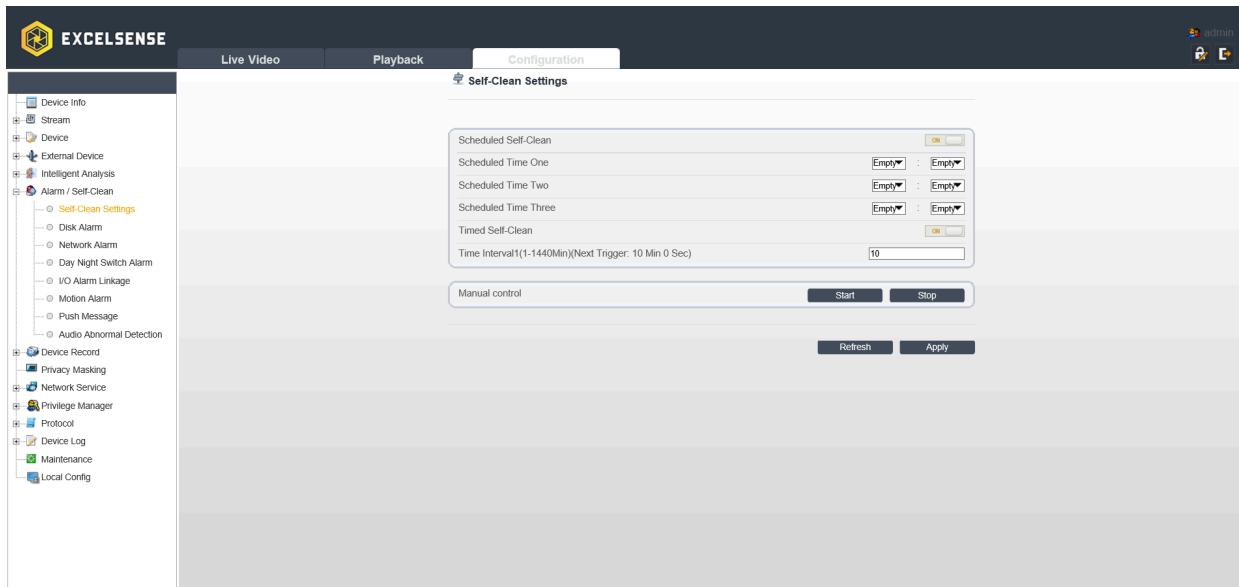 EXCELSENSE
admin
Live Video Playback Configuration
Self-Clean Settings
Device Info
Stream
Device
External Device
Intelligent Analysis
Alarm / Self-Clean
Self-Clean Settings
Disk Alarm
Network Alarm
Day Night Switch Alarm
I/O Alarm Linkage
Motion Alarm
Push Message
Audio Abnormal Detection
Device Record
Privacy Masking
Network Service
Privilege Manager
Protocol
Device Log
Maintenance
Local Config
Scheduled Self-Clean ON
Scheduled Time One Empty : Empty
Scheduled Time Two Empty : Empty
Scheduled Time Three Empty : Empty
Timed Self-Clean ON
Time Interval1(1-1440Min)(Next Trigger: 10 Min 0 Sec) 10
Manual control Start Stop
Refresh Apply